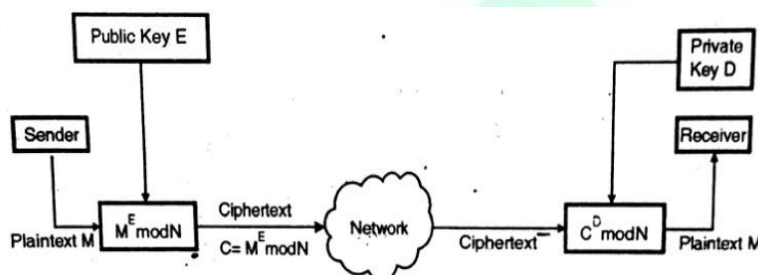 Public Key E
Private
Key D
Sender
Receiver
M^E modN
Ciphertext
C= M^E modN
Network
Ciphertext
C^D modN
Plaintext M
Plaintext M